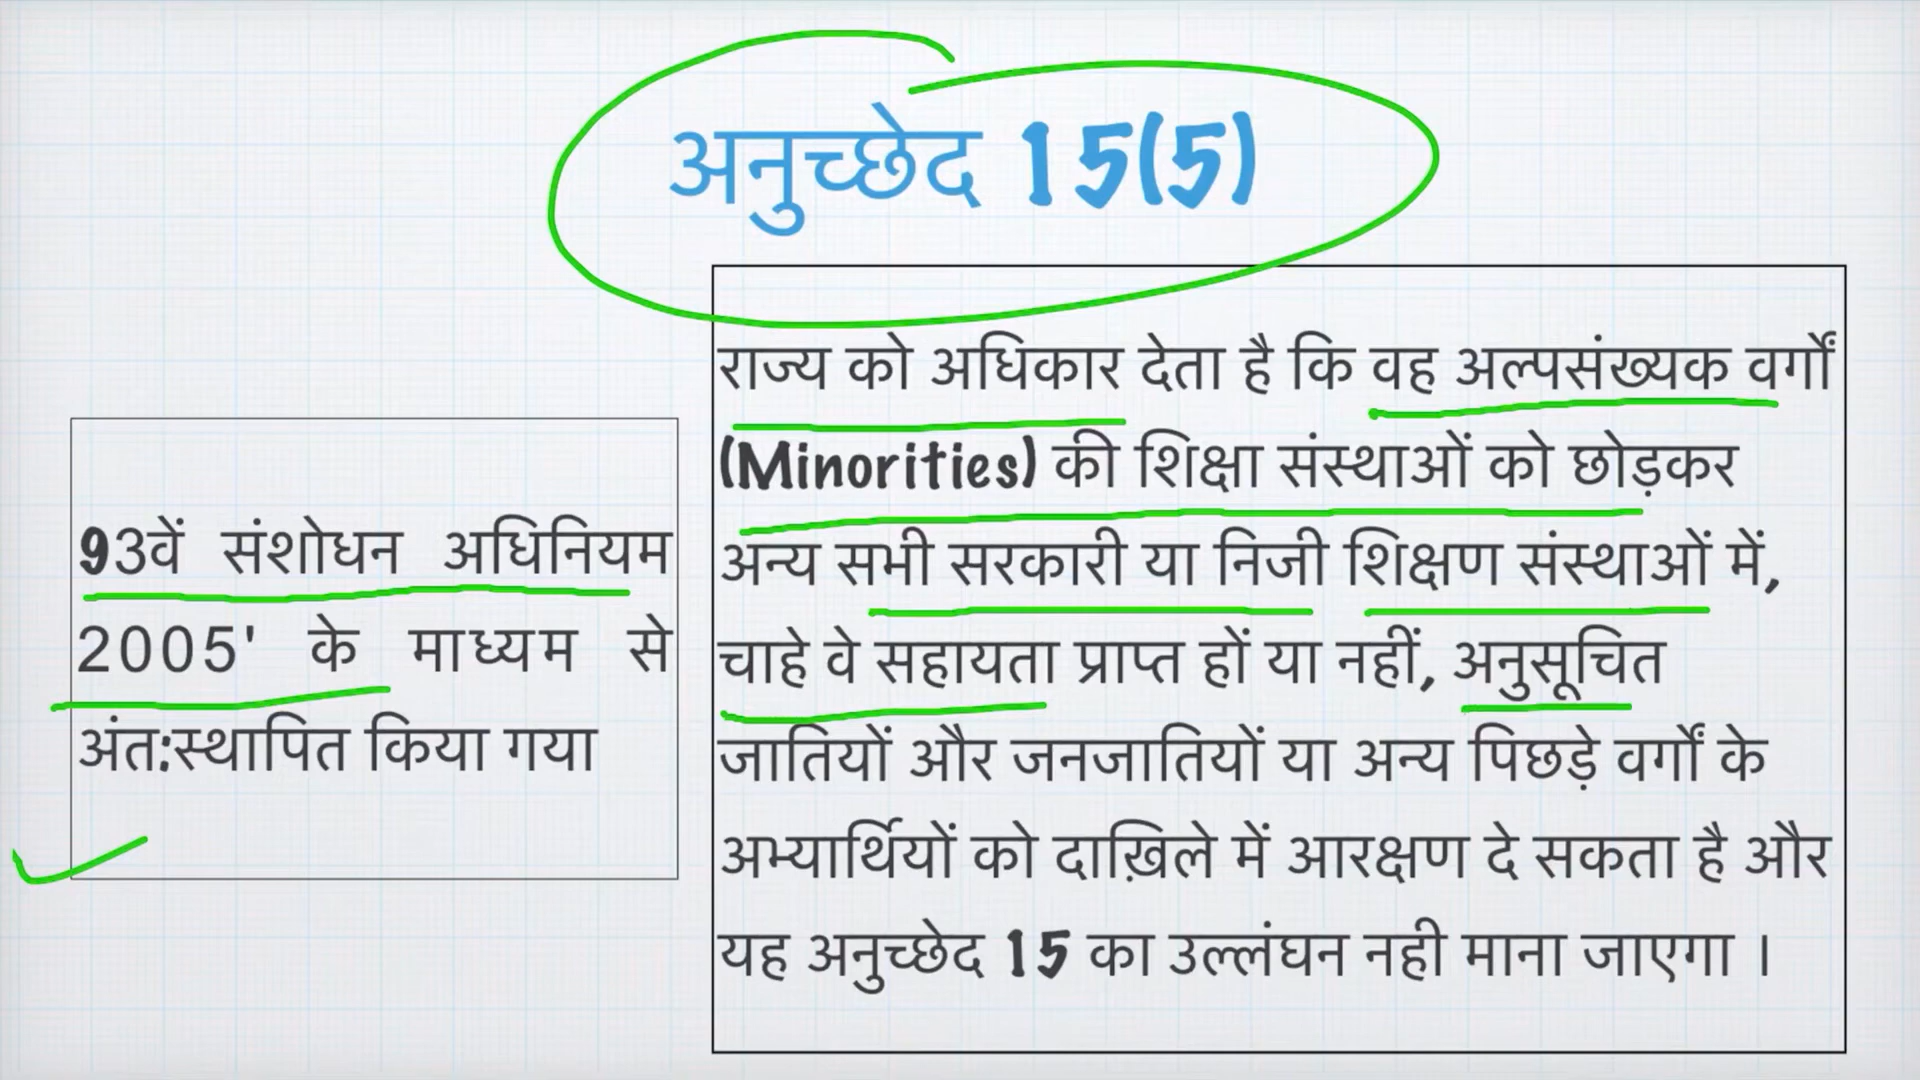 अनुच्छेद 15(5)
93वें संशोधन अधिनियम
2005' के माध्यम से
अंत:स्थापित किया गया
राज्य को अधिकार देता है कि वह अल्पसंख्यक वर्गों
(Minorities) की शिक्षा संस्थाओं को छोड़कर
अन्य सभी सरकारी या निजी शिक्षण संस्थाओं में,
चाहे वे सहायता प्राप्त हों या नहीं, अनुसूचित
जातियों और जनजातियों या अन्य पिछड़े वर्गों के
अभ्यार्थियों को दाख़िले में आरक्षण दे सकता है और
यह अनुच्छेद 15 का उल्लंघन नही माना जाएगा ।